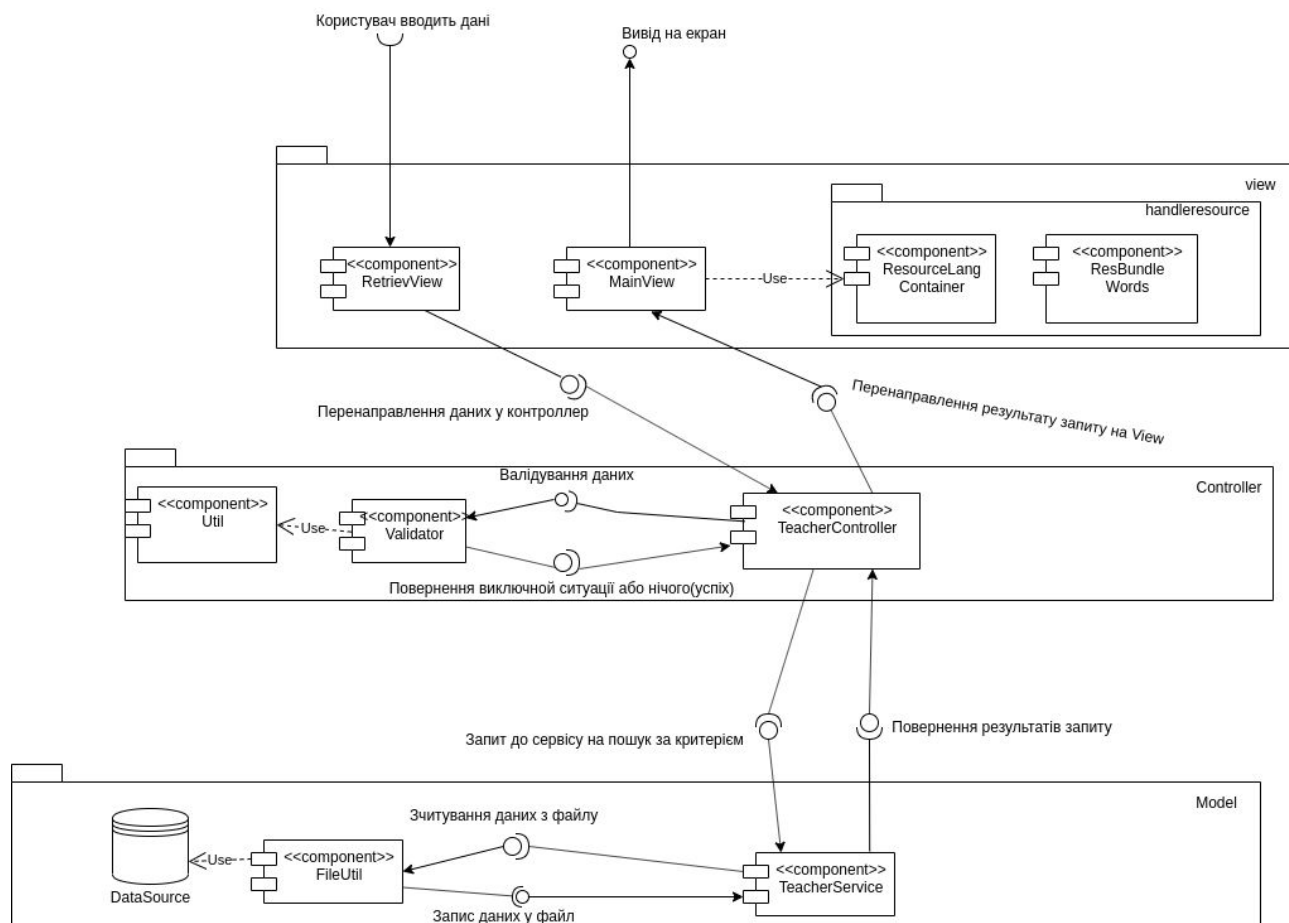 Користувач вводить дані
Вивід на екран
view
handleresource
<<component>>
RetrievView
<<component>>
MainView
Use
<<component>>
ResourceLang
Container
<<component>>
ResBundle
Words
Перенаправлення даних у контроллер
Перенаправлення результату запиту на View
Controller
Валідування даних
<<component>>
Util
Use
<<component>>
Validator
<<component>>
TeacherController
Повернення виключной ситуації або нічого(успіх)
Запит до сервісу на пошук за критерієм
Повернення результатів запиту
Model
Зчитування даних з файлу
DataSource
Use
<<component>>
FileUtil
<<component>>
TeacherService
Запис даних у файл